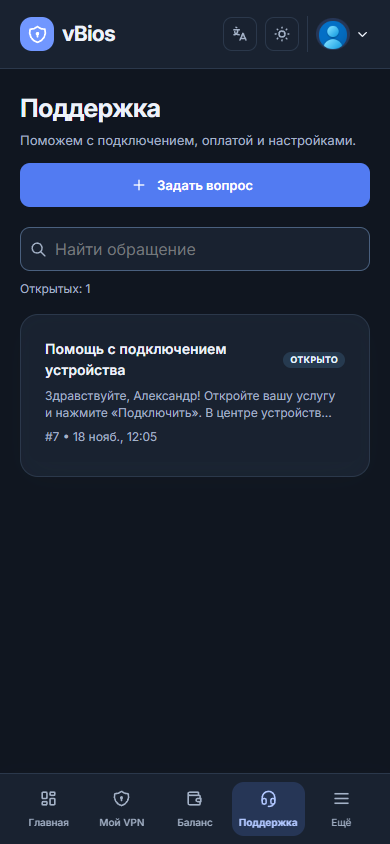 vBios
Поддержка
Поможем с подключением, оплатой и настройками.
+ Задать вопрос
Найти обращение
Открытых: 1
Помощь с подключением
устройства
ОТКРЫТО
Здравствуйте, Александр! Откройте вашу услугу
и нажмите «Подключить». В центре устройств...
#7 • 18 нояб., 12:05
Главная
Мой VPN
Баланс
Поддержка
Ещё